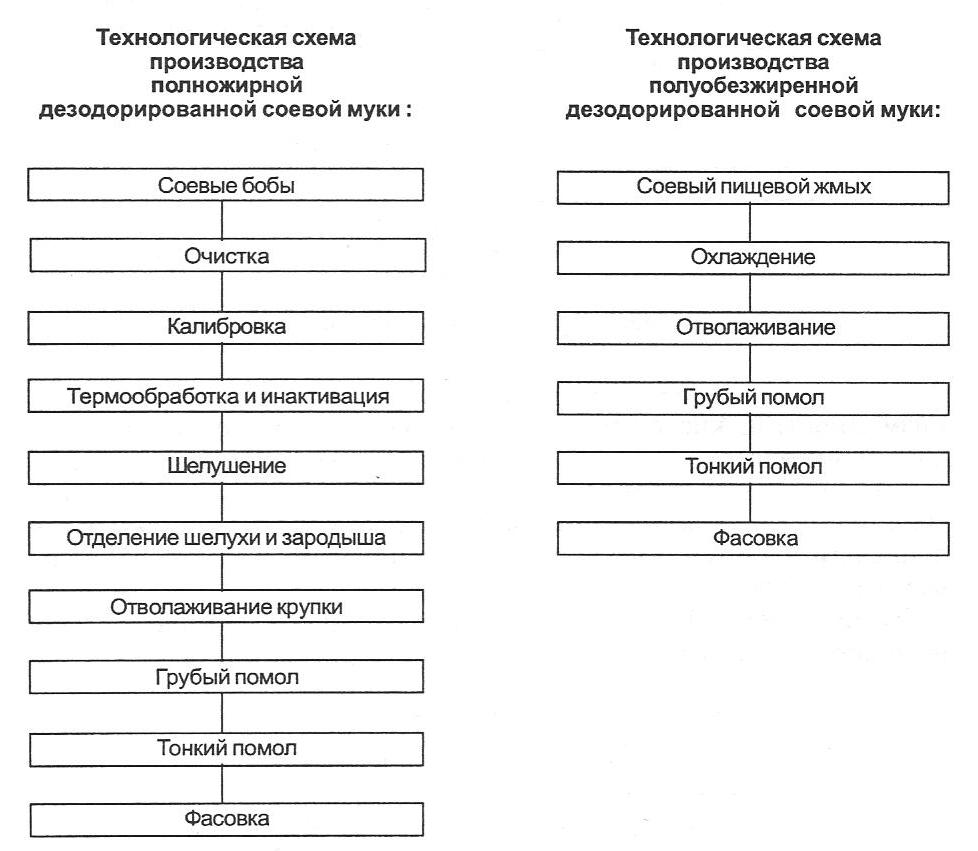 Технологическая схема
производства
полножирной
дезодорированной соевой муки :
Соевые бобы
Очистка
Калибровка
Термообработка и инактивация
Шелушение
Отделение шелухи и зародыша
Отволаживание крупки
Грубый помол
Тонкий помол
Фасовка
Технологическая схема
производства
полуобезжиренной
дезодорированной соевой муки:
Соевый пищевой жмых
Охлаждение
Отволаживание
Грубый помол
Тонкий помол
Фасовка